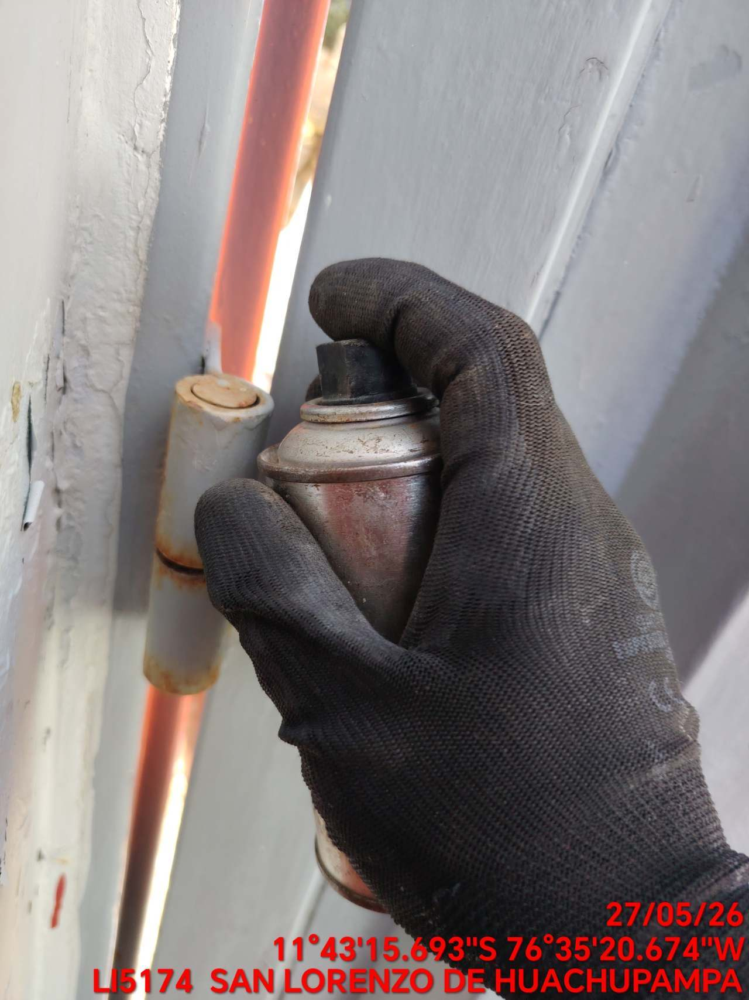 27/05/26
11°43'15.693"S 76°35'20.674"W
LI5174 SAN LORENZO DE HUACHUPAMPA